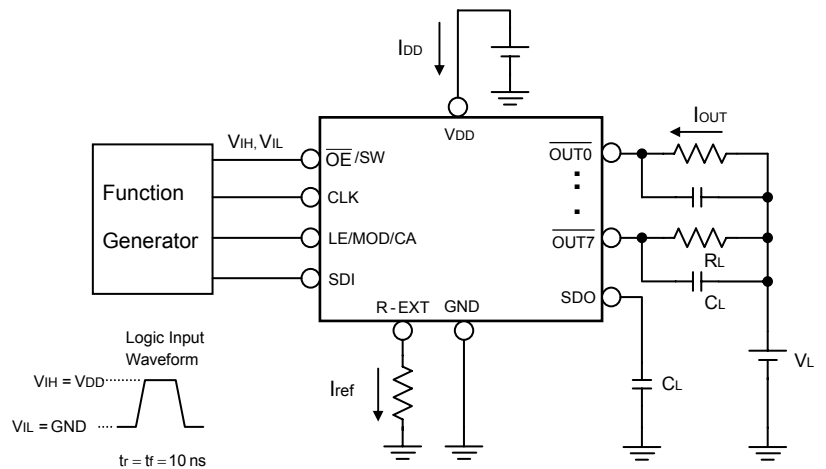 IDD
VDD
IOUT
VIH, VIL
Function
Generator
OE/SW
CLK
LE/MOD/CA
SDI
OUT0
OUT7
RL
CL
SDO
R-EXT
GND
Logic Input
Waveform
VIH = VDD
VIL = GND
tr = tf = 10 ns
Iref
CL
VL